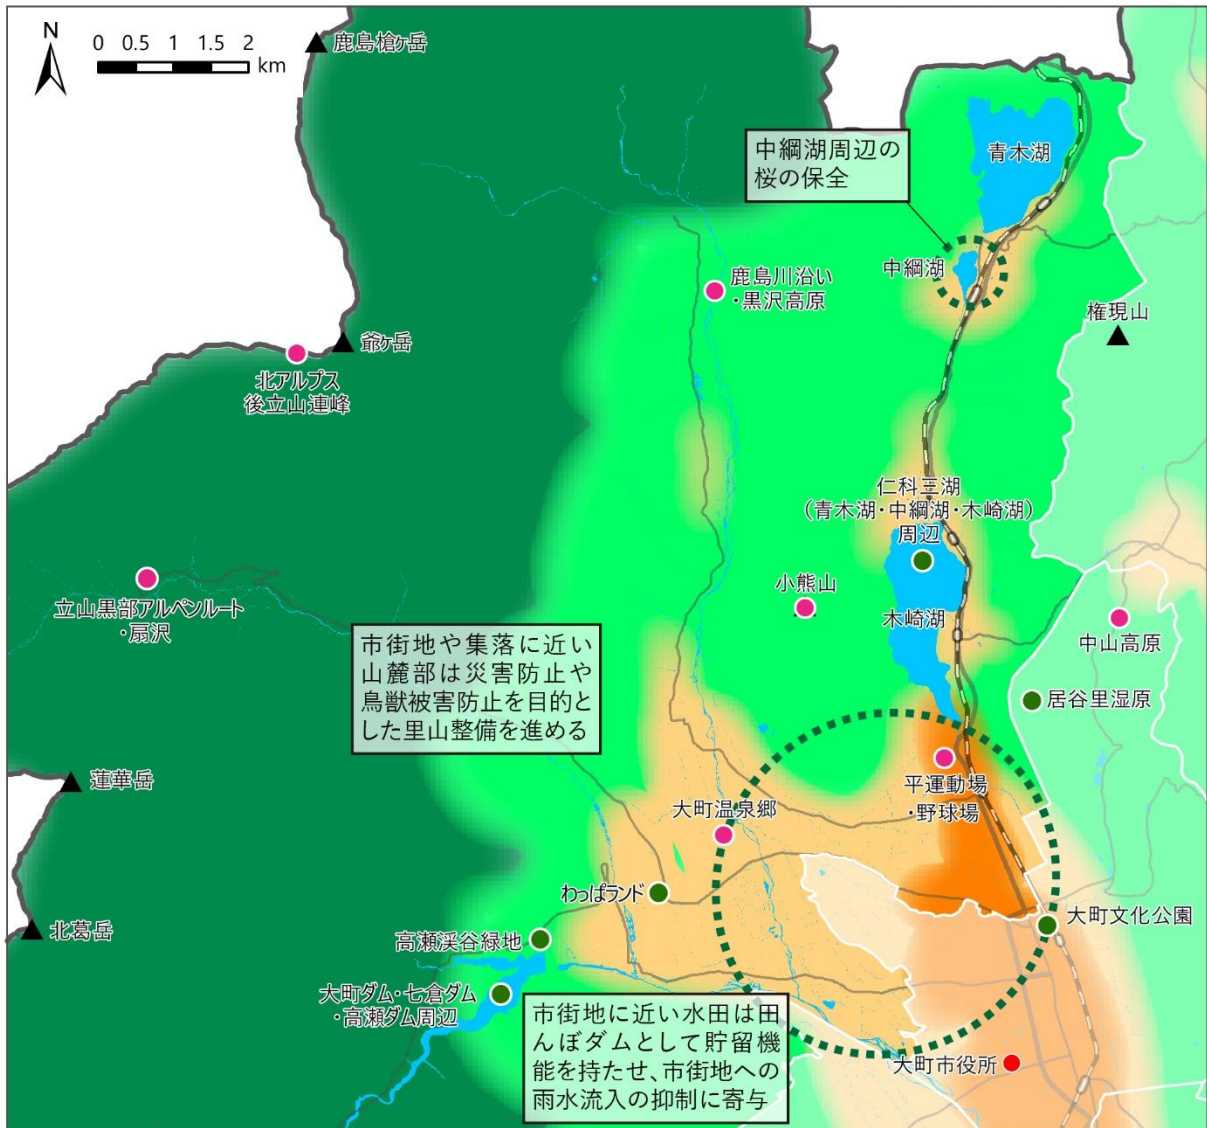 N
0 0.5 1 1.5 2
km
鹿島槍ヶ岳
中綱湖周辺の
桜の保全
青木湖
中綱湖
鹿島川沿い
・黒沢高原
権現山
爺ヶ岳
北アルプス
後立山連峰
仁科三湖
(青木湖・中綱湖・木崎湖)
周辺
立山黒部アルペンルート
・扇沢
小熊山
木崎湖
中山高原
市街地や集落に近い
山麓部は災害防止や
鳥獣被害防止を目的と
した里山整備を進める
居谷里湿原
蓮華岳
平運動場
・野球場
大町温泉郷
わっぱランド
大町文化公園
北葛岳
高瀬渓谷緑地
大町ダム・七倉ダム
・高瀬ダム周辺
市街地に近い水田は田
んぼダムとして貯留機
能を持たせ、市街地への
雨水流入の抑制に寄与
大町市役所